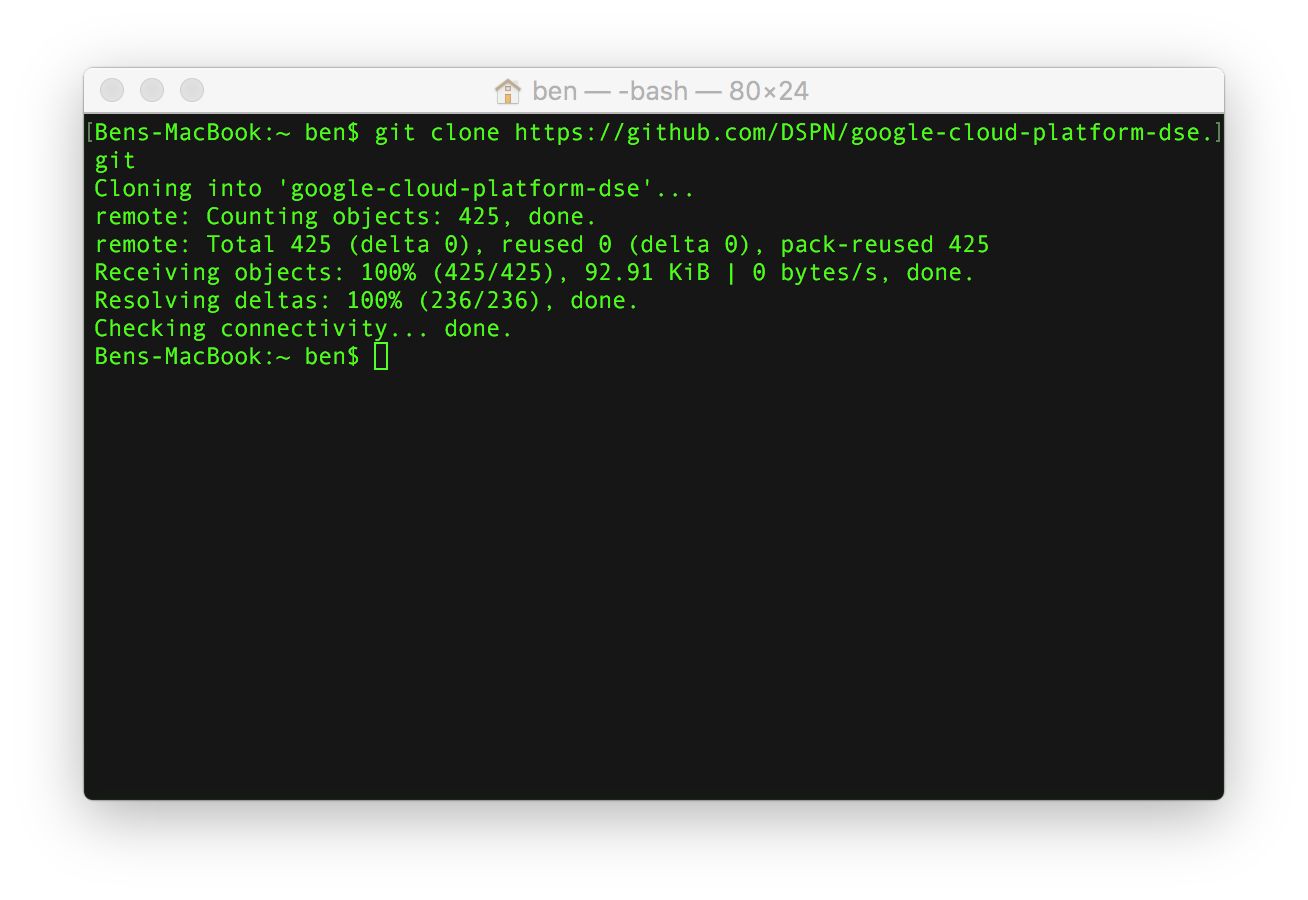 ben — -bash — 80×24
[Bens-MacBook:~ ben$ git clone https://github.com/DSPN/google-cloud-platform-dse.]
git
Cloning into 'google-cloud-platform-dse'...
remote: Counting objects: 425, done.
remote: Total 425 (delta 0), reused 0 (delta 0), pack-reused 425
Receiving objects: 100% (425/425), 92.91 KiB | 0 bytes/s, done.
Resolving deltas: 100% (236/236), done.
Checking connectivity... done.
Bens-MacBook:~ ben$